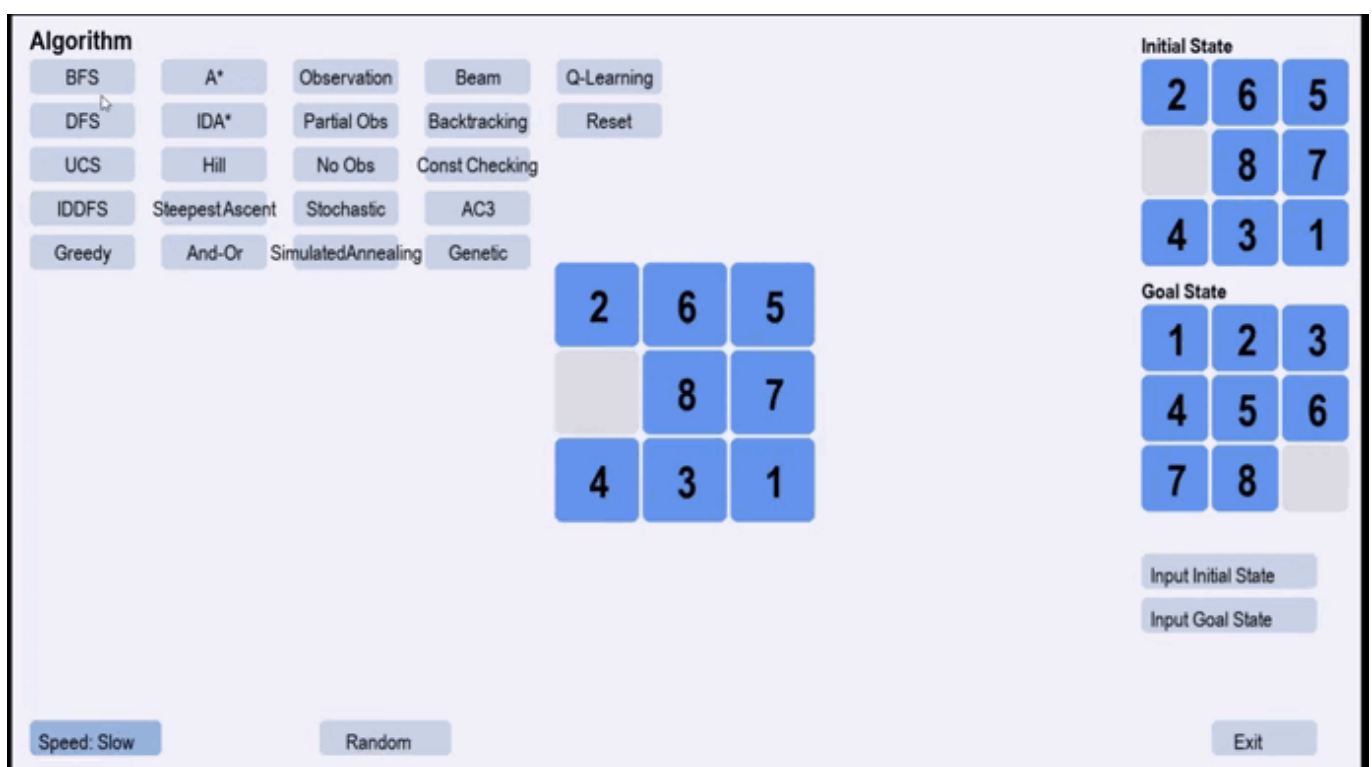 Algorithm
BFS A* Observation Beam Q-Learning
DFS IDA* Partial Obs Backtracking Reset
UCS Hill No Obs Const Checking
IDDFS SteepestAscent Stochastic AC3
Greedy And-Or SimulatedAnnealing Genetic
2 6 5
8 7
4 3 1
Initial State
2 6 5
8 7
4 3 1
Goal State
1 2 3
4 5 6
7 8
Input Initial State
Input Goal State
Speed: Slow Random Exit